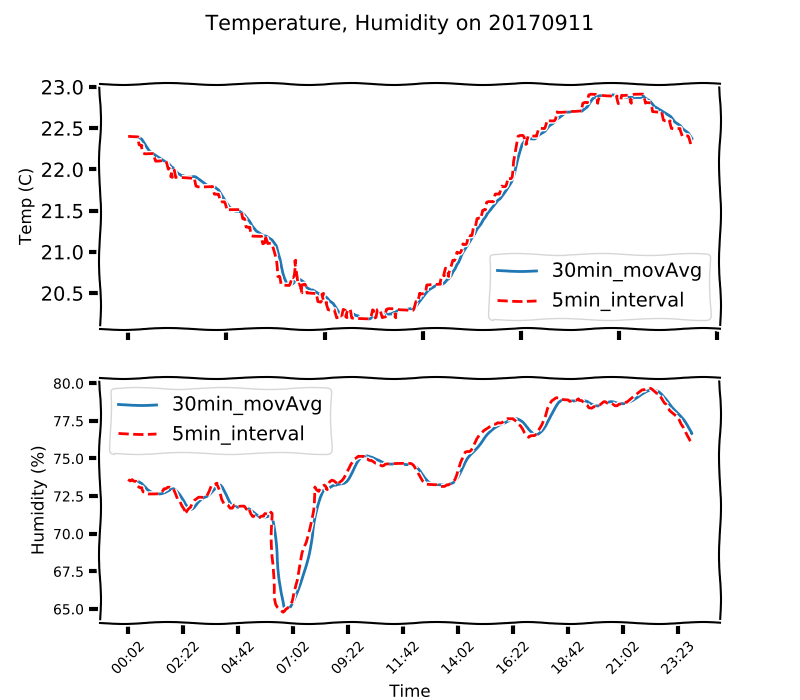 Temperature, Humidity on 20170911
23.0
22.5
22.0
21.5
21.0
20.5
Temp (C)
30min_movAvg
5min_interval
80.0
77.5
75.0
72.5
70.0
67.5
65.0
Humidity (%)
30min_movAvg
5min_interval
00:02 02:22 04:42 07:02 09:22 11:42 14:02 16:22 18:42 21:02 23:23
Time